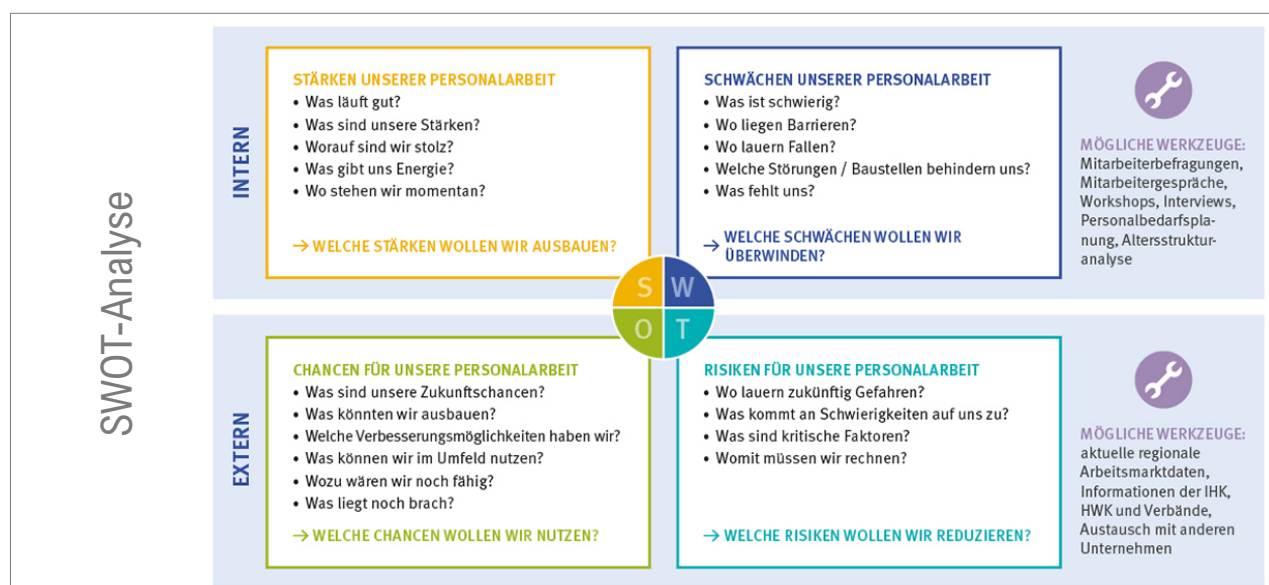 SWOT-Analyse
INTERN
STÄRKEN UNSERER PERSONALARBEIT
• Was läuft gut?
• Was sind unsere Stärken?
• Worauf sind wir stolz?
• Was gibt uns Energie?
• Wo stehen wir momentan?
→ WELCHE STÄRKEN WOLLEN WIR AUSBAUEN?
SCHWÄCHEN UNSERER PERSONALARBEIT
• Was ist schwierig?
• Wo liegen Barrieren?
• Wo lauern Fallen?
• Welche Störungen / Baustellen behindern uns?
• Was fehlt uns?
→ WELCHE SCHWÄCHEN WOLLEN WIR
ÜBERWINDEN?
MÖGLICHE WERKZEUGE:
Mitarbeiterbefragungen,
Mitarbeitergespräche,
Workshops, Interviews,
Personalbedarfspla-
nung, Altersstruktur-
analyse
S W
O T
EXTERN
CHANCEN FÜR UNSERE PERSONALARBEIT
• Was sind unsere Zukunftschancen?
• Was könnten wir ausbauen?
• Welche Verbesserungsmöglichkeiten haben wir?
• Was können wir im Umfeld nutzen?
• Wozu wären wir noch fähig?
• Was liegt noch brach?
→ WELCHE CHANCEN WOLLEN WIR NUTZEN?
RISIKEN FÜR UNSERE PERSONALARBEIT
• Wo lauern zukünftig Gefahren?
• Was kommt an Schwierigkeiten auf uns zu?
• Was sind kritische Faktoren?
• Womit müssen wir rechnen?
→ WELCHE RISIKEN WOLLEN WIR REDUZIEREN?
MÖGLICHE WERKZEUGE:
aktuelle regionale
Arbeitsmarktdaten,
Informationen der IHK,
HWK und Verbände,
Austausch mit anderen
Unternehmen